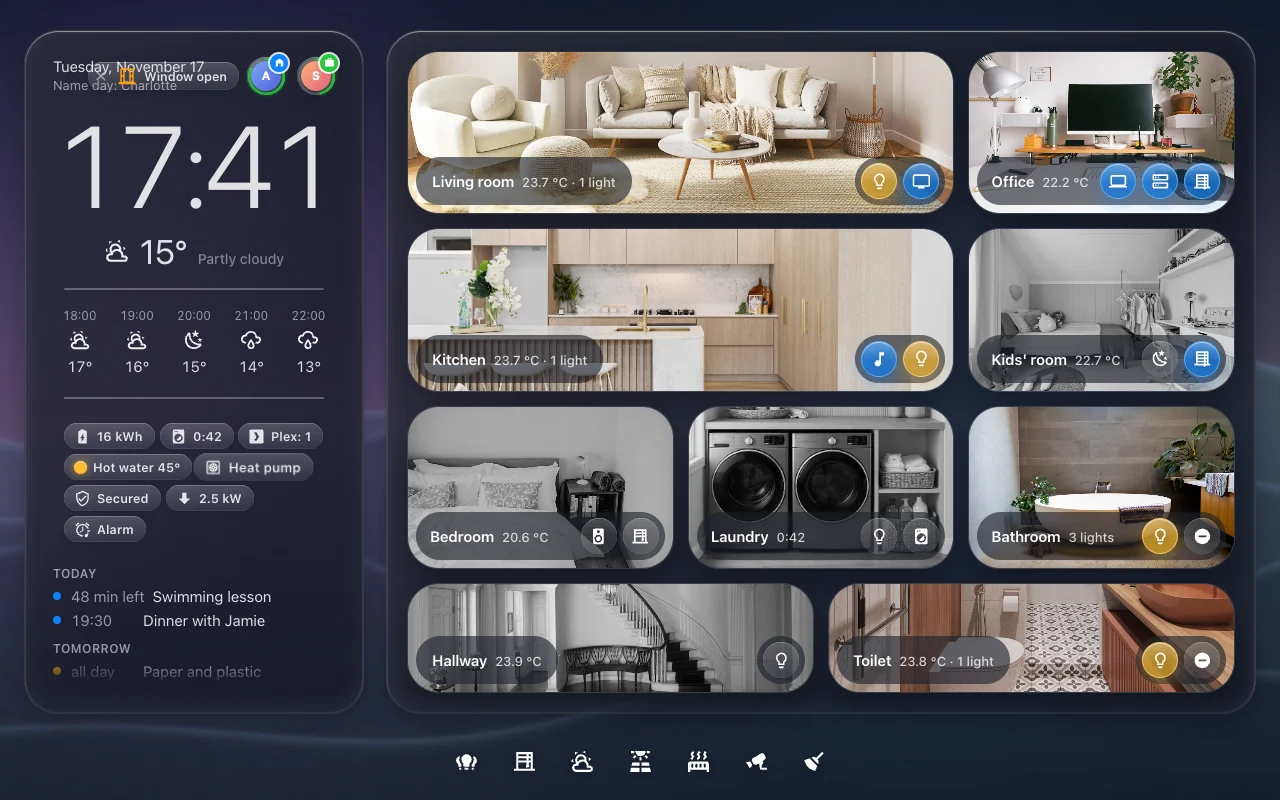 Tuesday, November 17
Name day: Charlotte
Window open
A
S
17:41
15° Partly cloudy
18:00 19:00 20:00 21:00 22:00
17° 16° 15° 14° 13°
16 kWh 0:42 Plex: 1
Hot water 45° Heat pump
Secured 2.5 kW
Alarm
TODAY
48 min left Swimming lesson
19:30 Dinner with Jamie
TOMORROW
all day Paper and plastic
Living room 23.7 °C · 1 light
Office 22.2 °C
Kitchen 23.7 °C · 1 light
Kids' room 22.7 °C
Bedroom 20.6 °C
Laundry 0:42
Bathroom 3 lights
Hallway 23.9 °C
Toilet 23.8 °C · 1 light